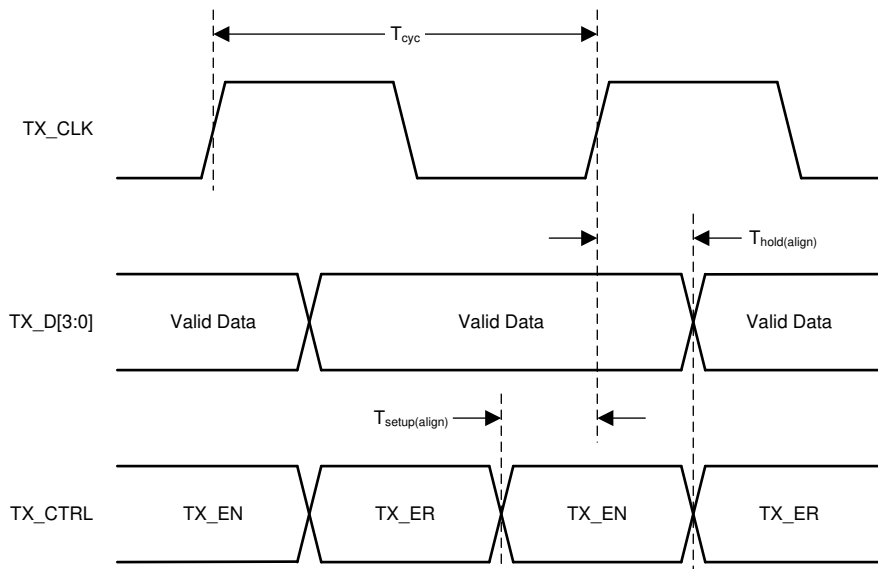 Tcyc
TX_CLK
Thold(align)
TX_D[3:0]
Valid Data
Valid Data
Valid Data
Tsetup(align)
TX_CTRL
TX_EN
TX_ER
TX_EN
TX_ER